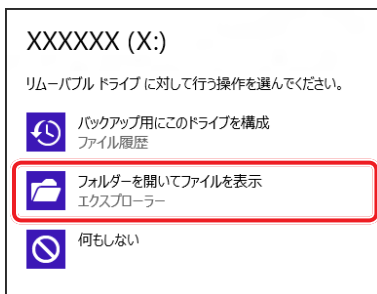 XXXXXX (X:)
リムーバブル ドライブ に対して行う操作を選んでください。
バックアップ用にこのドライブを構成
ファイル履歴
フォルダーを開いてファイルを表示
エクスプローラー
何もしない